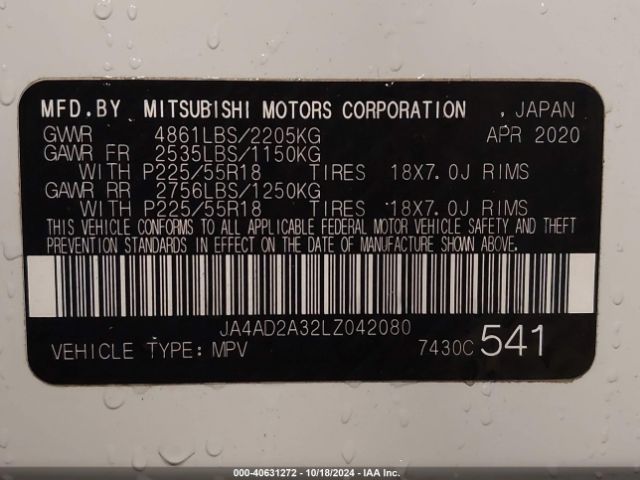 MFD.BY MITSUBISHI MOTORS CORPORATION , JAPAN
GVWR 4861LBS/2205KG APR 2020
GAWR FR 2535LBS/1150KG
WITH P225/55R18 TIRES 18X7.0J RIMS
GAWR RR 2756LBS/1250KG
WITH P225/55R18 TIRES 18X7.0J RIMS
THIS VEHICLE CONFORMS TO ALL APPLICABLE FEDERAL MOTOR VEHICLE SAFETY AND THEFT
PREVENTION STANDARDS IN EFFECT ON THE DATE OF MANUFACTURE SHOWN ABOVE.
JA4AD2A32LZ042080
VEHICLE TYPE: MPV 7430C 541
000-40631272 - 10/18/2024 - IAA Inc.